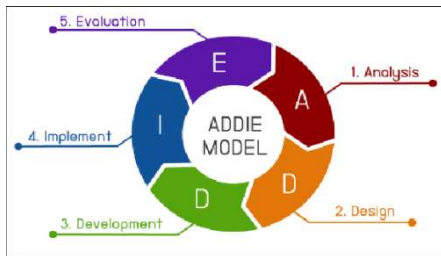 5. Evaluation
E
1. Analysis
A
ADDIE
MODEL
I
4. Implement
D
D
3. Development
2. Design